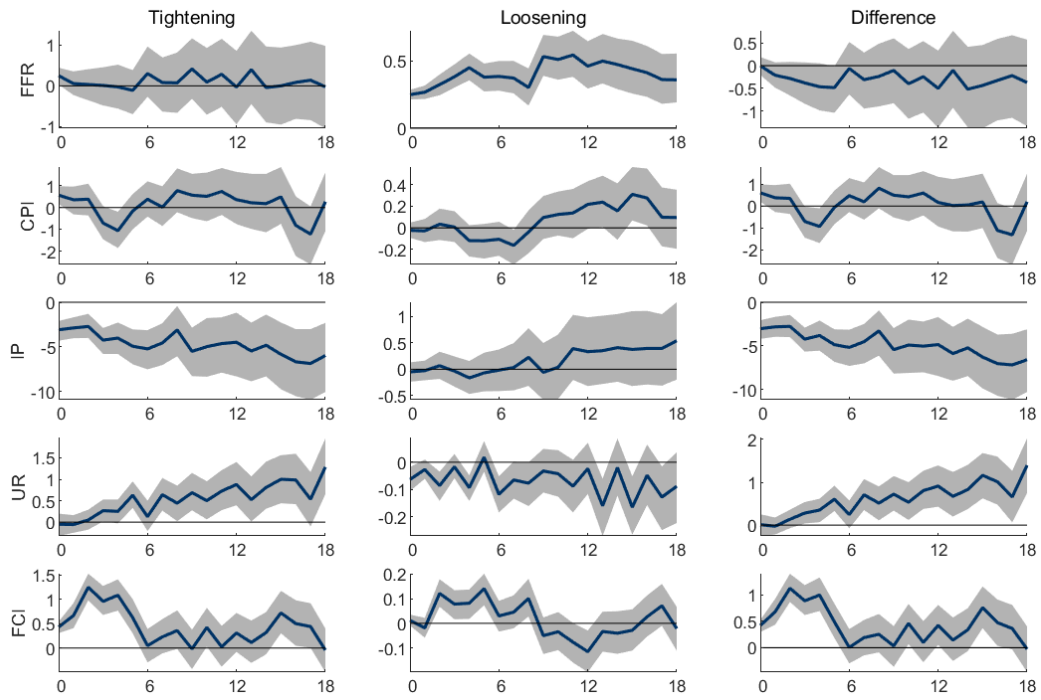 Tightening Loosening Difference
FFR
1 0 -1
0.5 0
0.5 0 -0.5 -1
0 6 12 18 0 6 12 18 0 6 12 18
CPI
1 0 -1 -2
0.4 0.2 0 -0.2
1 0 -1 -2
0 6 12 18 0 6 12 18 0 6 12 18
IP
0 -5 -10
1 0.5 0 -0.5
0 -5 -10
0 6 12 18 0 6 12 18 0 6 12 18
UR
1.5 1 0.5 0
0 -0.1 -0.2
2 1 0
0 6 12 18 0 6 12 18 0 6 12 18
FCI
1.5 1 0.5 0
0.2 0.1 0 -0.1
1 0.5 0
0 6 12 18 0 6 12 18 0 6 12 18